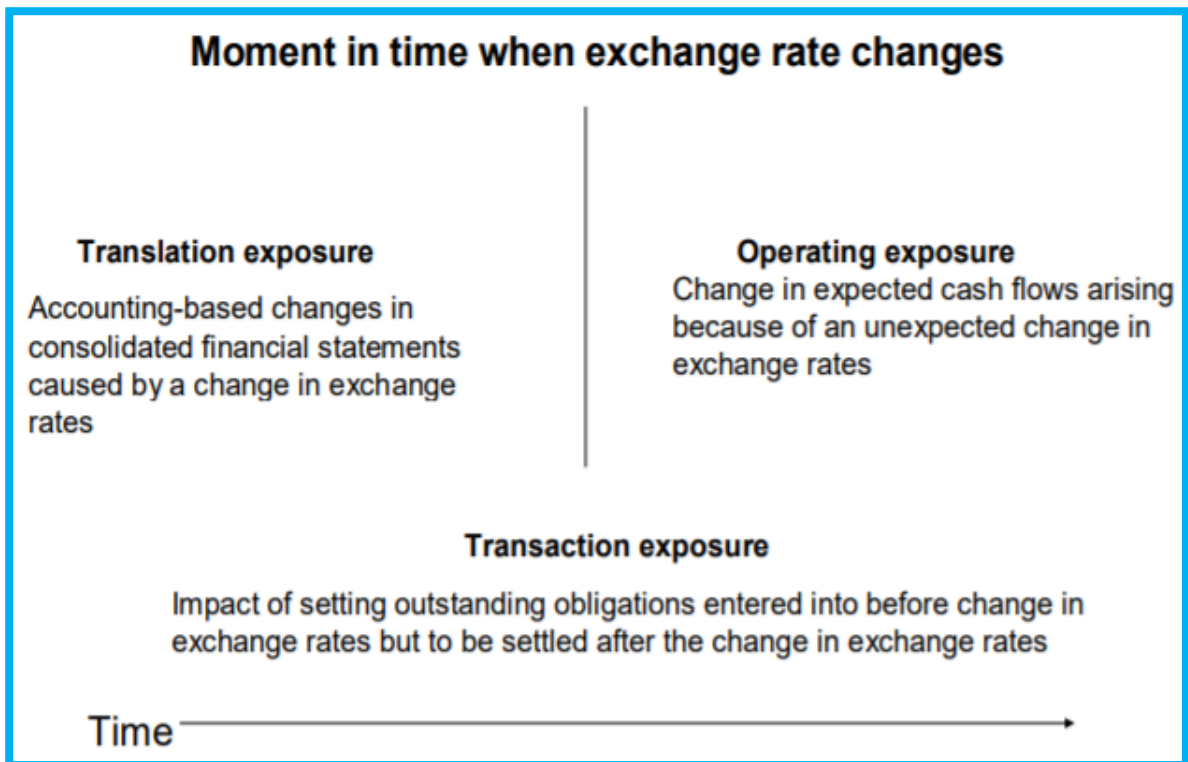 Moment in time when exchange rate changes
Translation exposure
Accounting-based changes in
consolidated financial statements
caused by a change in exchange
rates
Operating exposure
Change in expected cash flows arising
because of an unexpected change in
exchange rates
Transaction exposure
Impact of setting outstanding obligations entered into before change in
exchange rates but to be settled after the change in exchange rates
Time